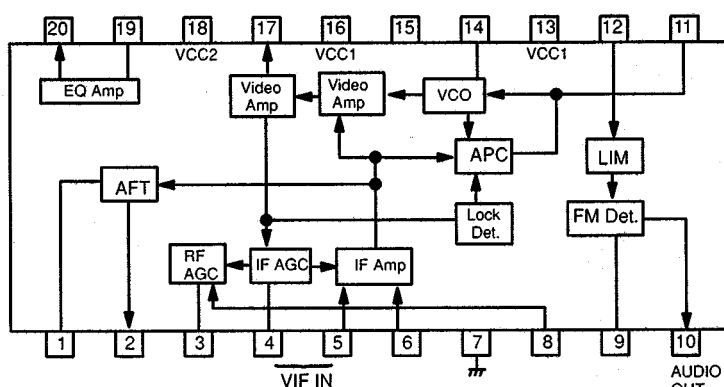 20 19 18 17 16 15 14 13 12 11
VCC2 VCC1 VCC1
EQ Amp
Video
Amp
Video
Amp
VCO
APC
LIM
AFT
Lock
Det.
FM Det.
RF
AGC
IF AGC
IF Amp
1 2 3 4 5 6 7 8 9 10
VIF IN
AUDIO
OUT